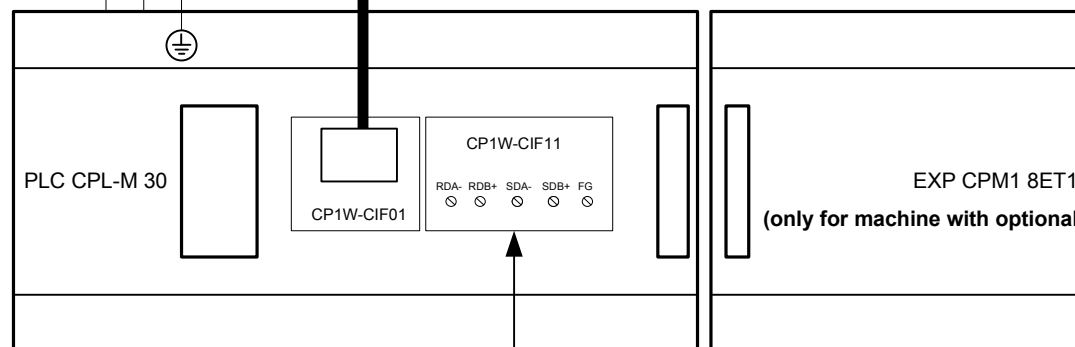 PLC CPL-M 30
CP1W-CIF01
CP1W-CIF11
RDA- RDB+ SDA- SDB+ FG
EXP CPM1 8ET1
(only for machine with optional